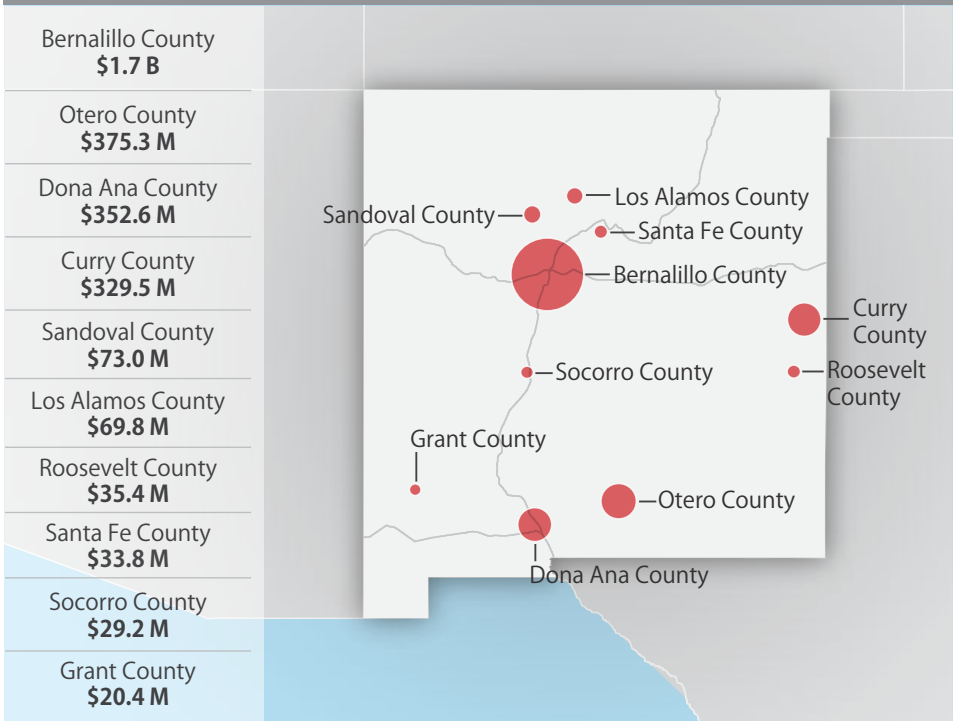 Bernalillo County
$1.7 B
Otero County
$375.3 M
Dona Ana County
$352.6 M
Curry County
$329.5 M
Sandoval County
$73.0 M
Los Alamos County
$69.8 M
Roosevelt County
$35.4 M
Santa Fe County
$33.8 M
Socorro County
$29.2 M
Grant County
$20.4 M
Los Alamos County
Sandoval County
Santa Fe County
Bernalillo County
Curry
County
Socorro County
Roosevelt
County
Grant County
Otero County
Dona Ana County